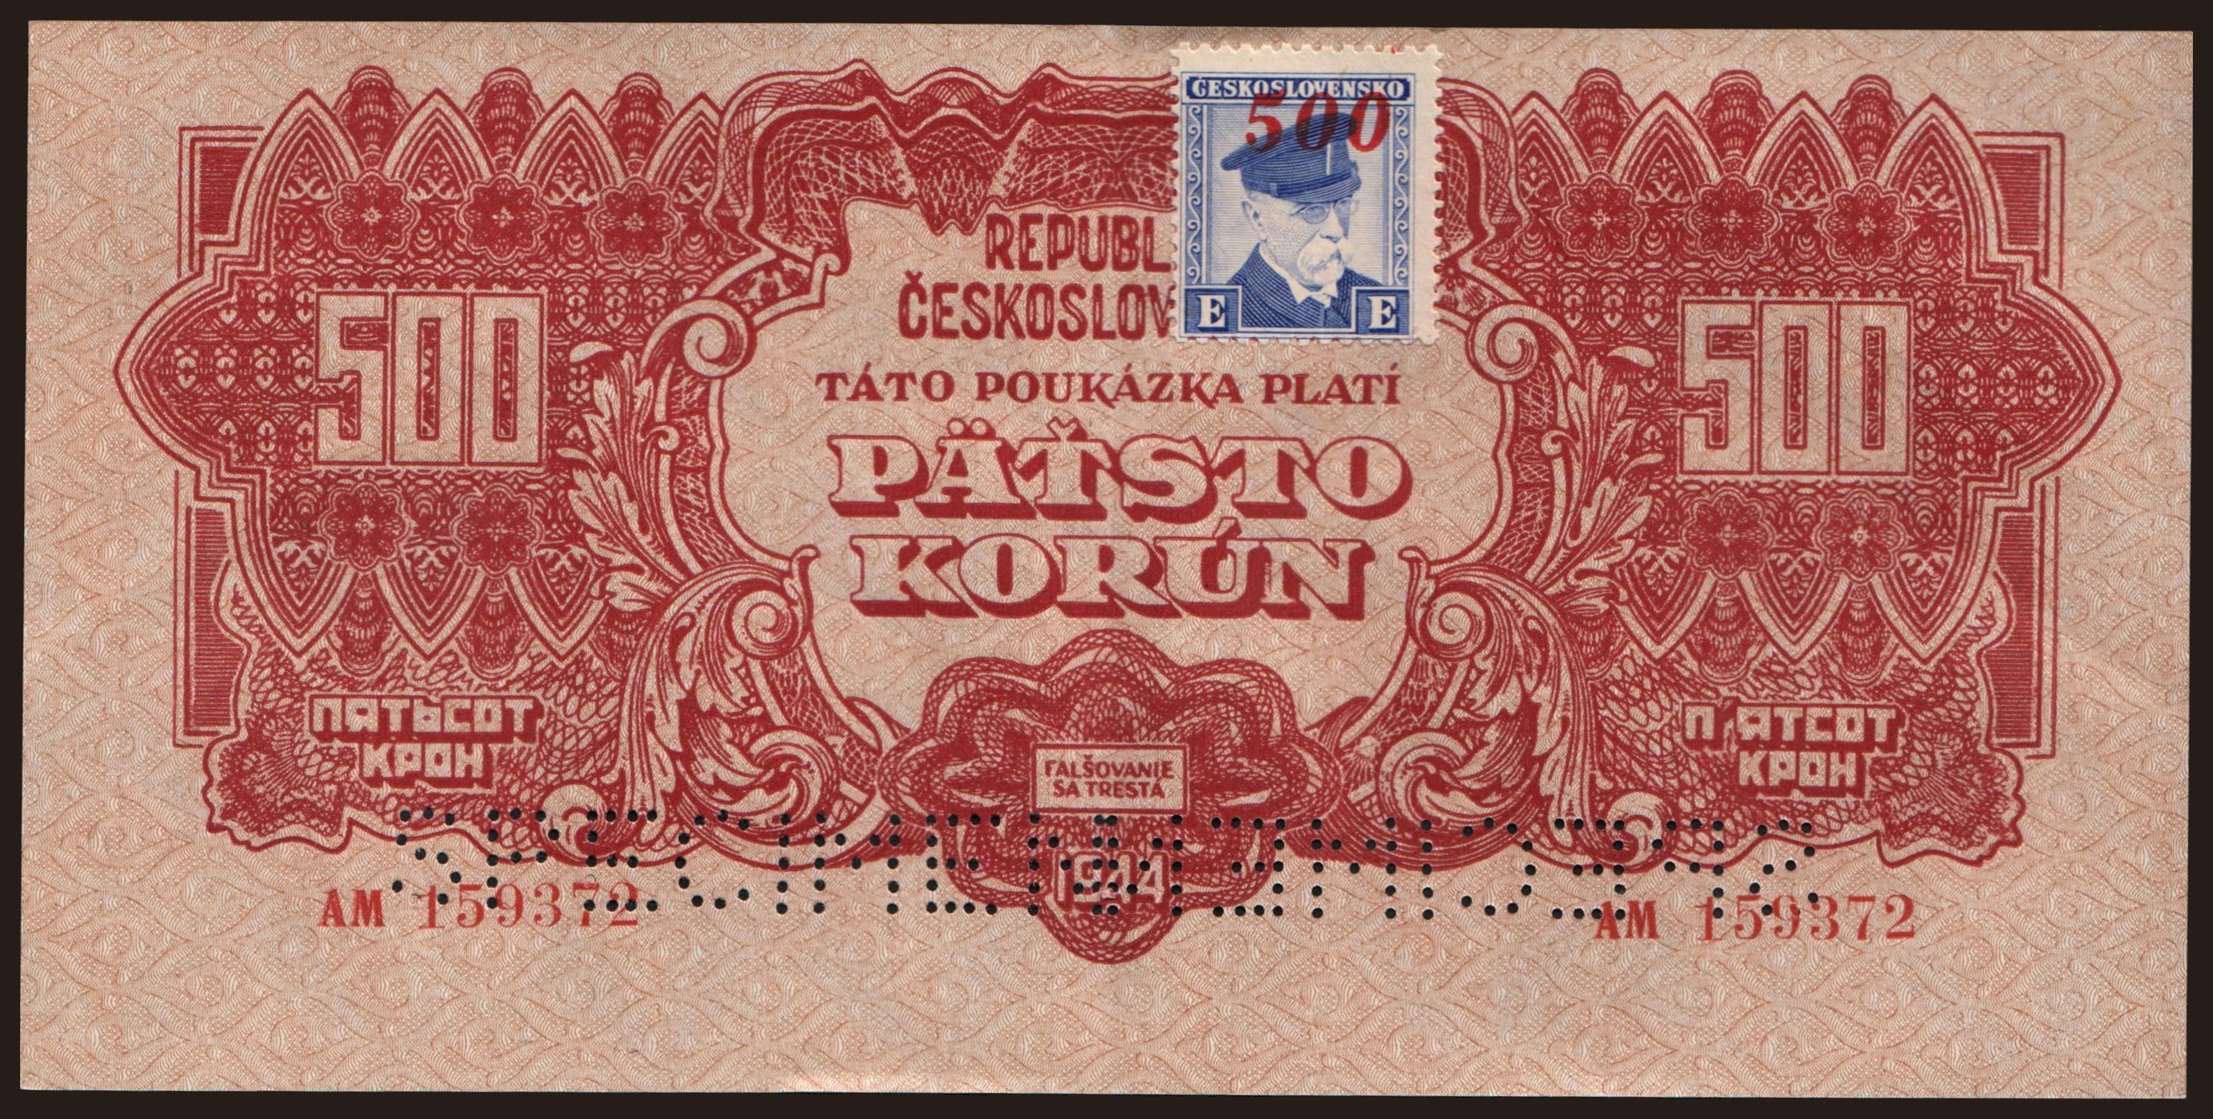 ČESKOSLOVENSKO
500
E E
REPUBL
ČESKOSLOV
TÁTO POUKÁZKA PLATÍ
PÄŤSTO
KORÚN
500
500
ПЯТЬСОТ
КРОН
П'ЯТСОТ
КРОН
FALŠOVANIE
SA TRESTÁ
1944
AM 159372
AM 159372